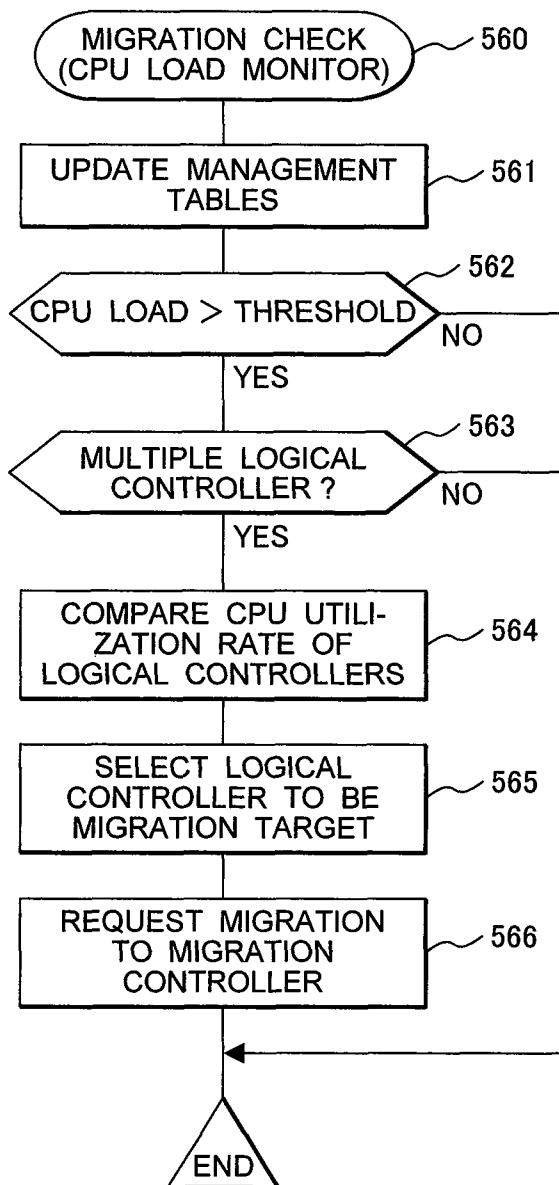 MIGRATION CHECK
(CPU LOAD MONITOR)
560
UPDATE MANAGEMENT
TABLES
561
562
CPU LOAD > THRESHOLD
NO
YES
563
MULTIPLE LOGICAL
CONTROLLER ?
NO
YES
COMPARE CPU UTILI-
ZATION RATE OF
LOGICAL CONTROLLERS
564
SELECT LOGICAL
CONTROLLER TO BE
MIGRATION TARGET
565
REQUEST MIGRATION
TO MIGRATION
CONTROLLER
566
END